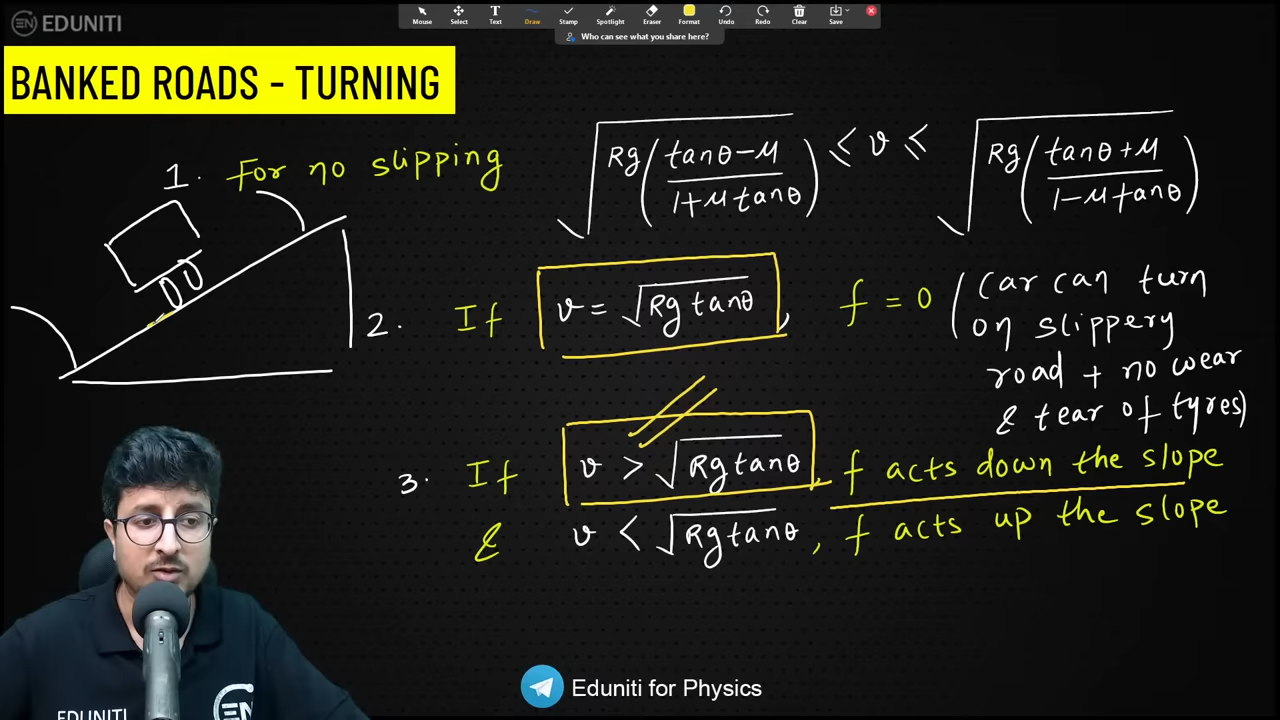 EDUNITI
Mouse Select Text Draw Stamp Spotlight Eraser Format Undo Redo Clear Save
Who can see what you share here?
BANKED ROADS - TURNING
1. For no slipping √(Rg((tanθ-μ)/(1+μtanθ))) ≤ v ≤ √(Rg((tanθ+μ)/(1-μtanθ)))
2. If v = √(Rg tanθ), f = 0 (Car can turn
on slippery
road + no wear
& tear of tyres)
3. If v > √(Rg tanθ), f acts down the slope
& v < √(Rg tanθ), f acts up the slope
Eduniti for Physics
EDUNITI
EN